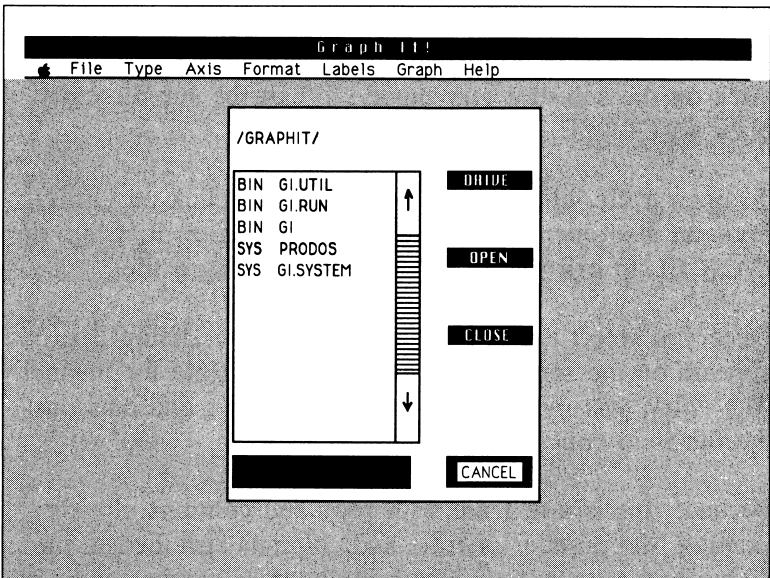 Graph It!
File Type Axis Format Labels Graph Help
/GRAPHIT/
BIN GI.UTIL
BIN GI.RUN
BIN GI
SYS PRODOS
SYS GI.SYSTEM
DRIVE
OPEN
CLOSE
CANCEL